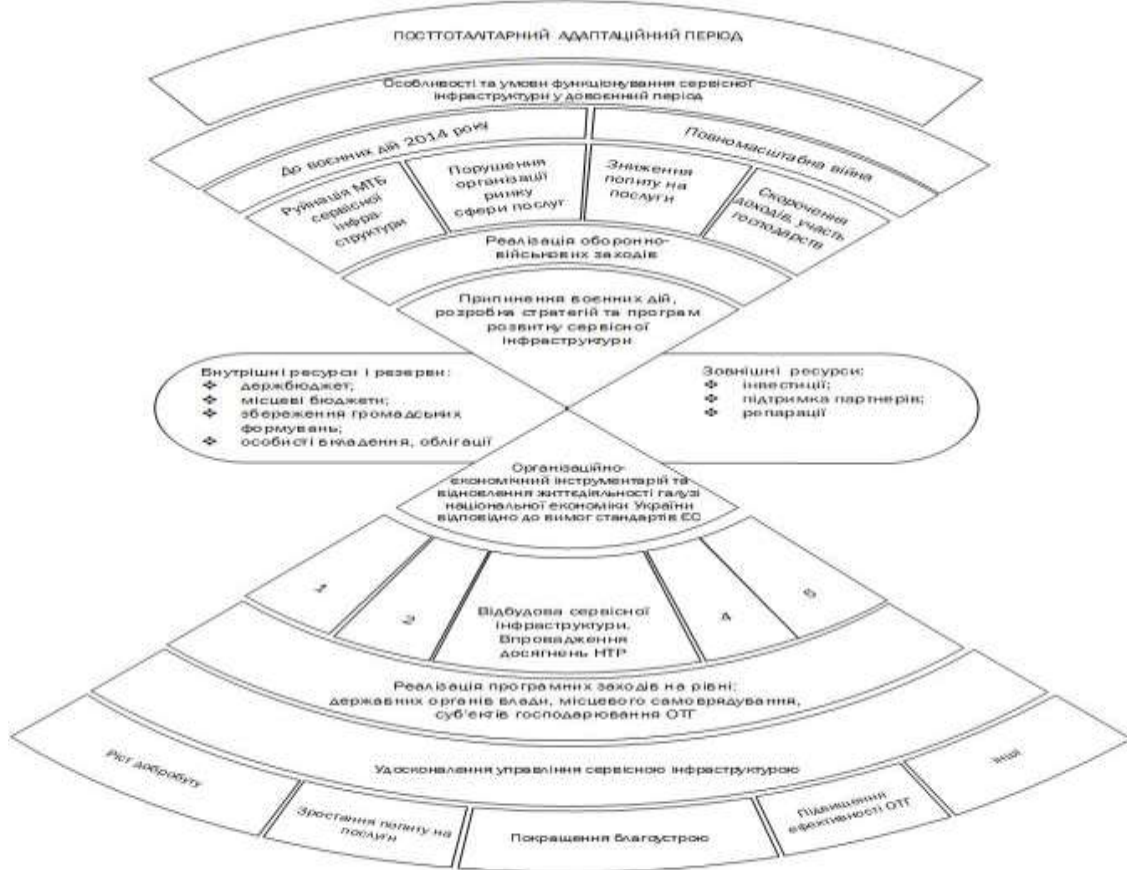 ПОСТТОТАЛІТАРНИЙ АДАПТАЦІЙНИЙ ПЕРІОД
Особливості та умови функціонування сервісної
інфраструктури у довоєнний період
До воєнних дій 2014 року
Повномасштабна війна
Руйнація МТБ
сервісної
інфра-
структури
Порушення
організації
ринку
сфери послуг
Зниження
попиту на
послуги
Скорочення
доходів, участь
господарств
Реалізація оборонно-
військових заходів
Припинення воєнних дій,
розробка стратегій та програм
розвитку сервісної
інфраструктури
Внутрішні ресурси і резерви:
❖ держбюджет;
❖ місцеві бюджети;
❖ збереження громадських
формувань;
❖ особисті вкладення, облігації
Зовнішні ресурси:
❖ інвестиції;
❖ підтримка партнерів;
❖ репарації
Організаційно-
економічний інструментарій та
відновлення життєдіяльності галузі
національної економіки України
відповідно до вимог стандартів ЄС
1
2
Відбудова сервісної
інфраструктури.
Впровадження
досягнень НТР
4
5
Реалізація програмних заходів на рівні:
державних органів влади, місцевого самоврядування,
суб'єктів господарювання ОТГ
Удосконалення управління сервісною інфраструктурою
Ріст добробуту
Зростання попиту на
послуги
Покращення благоустрою
Підвищення
ефективності ОТГ
Інші